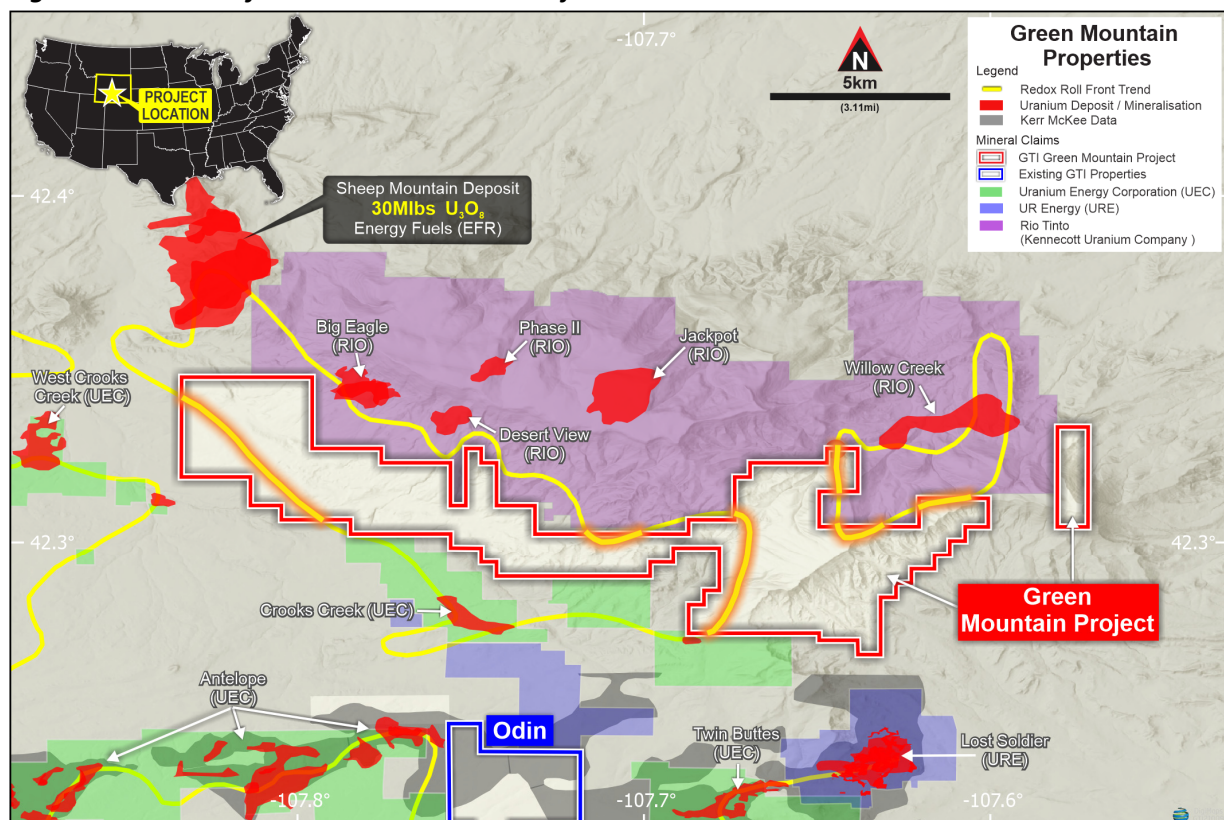 -107.7°
PROJECT
LOCATION
N
5km
(3.11mi)
Green Mountain
Properties
Legend
Redox Roll Front Trend
Uranium Deposit / Mineralisation
Kerr McKee Data
Mineral Claims
GTI Green Mountain Project
Existing GTI Properties
Uranium Energy Corporation (UEC)
UR Energy (URE)
Rio Tinto
(Kennecott Uranium Company )
42.4°
Sheep Mountain Deposit
30Mlbs U₃O₈
Energy Fuels (EFR)
Big Eagle
(RIO)
Phase II
(RIO)
Jackpot
(RIO)
Willow Creek
(RIO)
West Crooks
Creek (UEC)
Desert View
(RIO)
42.3°
42.3°
Crooks Creek (UEC)
Green
Mountain Project
Antelope
(UEC)
Odin
Twin Buttes
(UEC)
Lost Soldier
(URE)
-107.8°
-107.7°
-107.6°